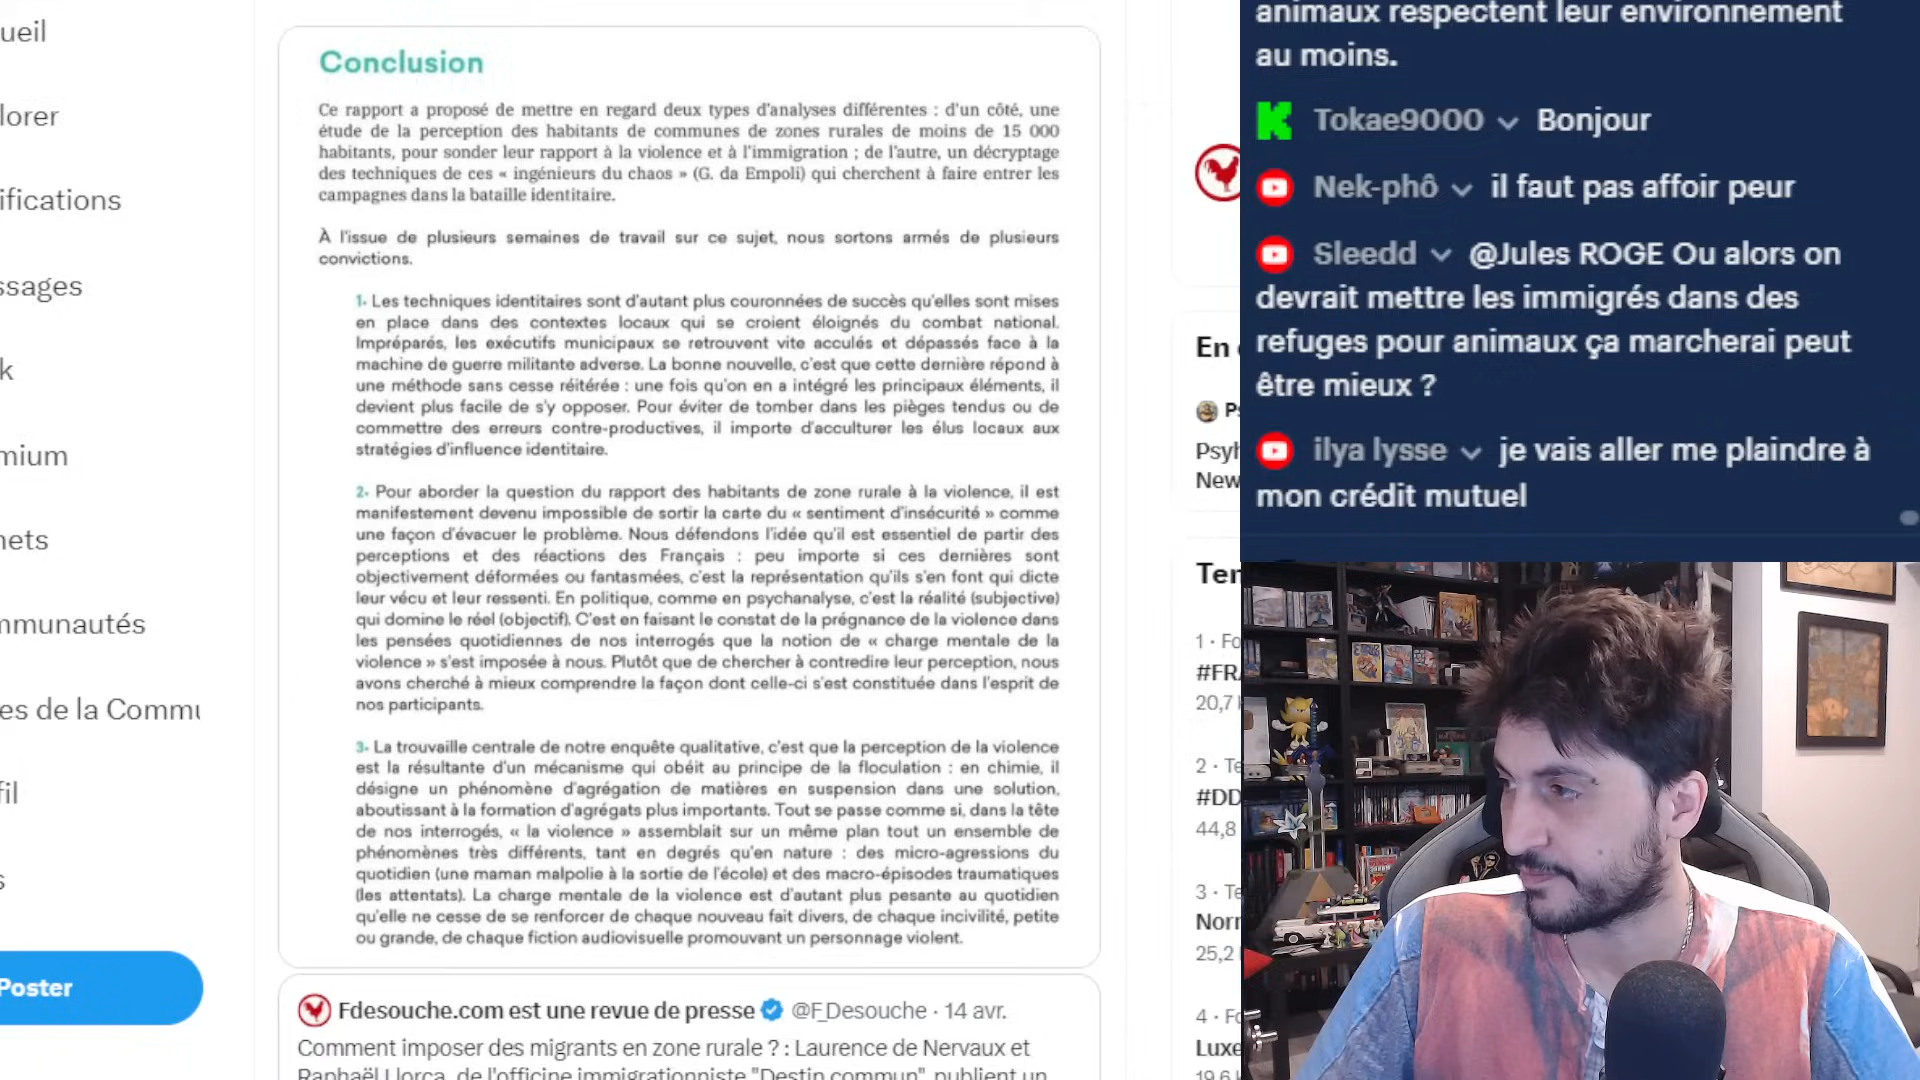 ueil
lorer
ifications
ssages
k
mium
nets
mmunautés
es de la Commu
fil
s
Poster
Conclusion
Ce rapport a proposé de mettre en regard deux types d'analyses différentes : d'un côté, une
étude de la perception des habitants de communes de zones rurales de moins de 15 000
habitants, pour sonder leur rapport à la violence et à l'immigration ; de l'autre, un décryptage
des techniques de ces « ingénieurs du chaos » (G. da Empoli) qui cherchent à faire entrer les
campagnes dans la bataille identitaire.
À l'issue de plusieurs semaines de travail sur ce sujet, nous sortons armés de plusieurs
convictions.
1- Les techniques identitaires sont d'autant plus couronnées de succès qu'elles sont mises
en place dans des contextes locaux qui se croient éloignés du combat national.
Impréparés, les exécutifs municipaux se retrouvent vite acculés et dépassés face à la
machine de guerre militante adverse. La bonne nouvelle, c'est que cette dernière répond à
une méthode sans cesse réitérée : une fois qu'on en a intégré les principaux éléments, il
devient plus facile de s'y opposer. Pour éviter de tomber dans les pièges tendus ou de
commettre des erreurs contre-productives, il importe d'acculturer les élus locaux aux
stratégies d'influence identitaire.
2- Pour aborder la question du rapport des habitants de zone rurale à la violence, il est
manifestement devenu impossible de sortir la carte du « sentiment d'insécurité » comme
une façon d'évacuer le problème. Nous défendons l'idée qu'il est essentiel de partir des
perceptions et des réactions des Français : peu importe si ces dernières sont
objectivement déformées ou fantasmées, c'est la représentation qu'ils s'en font qui dicte
leur vécu et leur ressenti. En politique, comme en psychanalyse, c'est la réalité (subjective)
qui domine le réel (objectif). C'est en faisant le constat de la prégnance de la violence dans
les pensées quotidiennes de nos interrogés que la notion de « charge mentale de la
violence » s'est imposée à nous. Plutôt que de chercher à contredire leur perception, nous
avons cherché à mieux comprendre la façon dont celle-ci s'est constituée dans l'esprit de
nos participants.
3- La trouvaille centrale de notre enquête qualitative, c'est que la perception de la violence
est la résultante d'un mécanisme qui obéit au principe de la floculation : en chimie, il
désigne un phénomène d'agrégation de matières en suspension dans une solution,
aboutissant à la formation d'agrégats plus importants. Tout se passe comme si, dans la tête
de nos interrogés, « la violence » assemblait sur un même plan tout un ensemble de
phénomènes très différents, tant en degrés qu'en nature : des micro-agressions du
quotidien (une maman malpolie à la sortie de l'école) et des macro-épisodes traumatiques
(les attentats). La charge mentale de la violence est d'autant plus pesante au quotidien
qu'elle ne cesse de se renforcer de chaque nouveau fait divers, de chaque incivilité, petite
ou grande, de chaque fiction audiovisuelle promouvant un personnage violent.
Fdesouche.com est une revue de presse @F_Desouche · 14 avr.
Comment imposer des migrants en zone rurale ? : Laurence de Nervaux et
Raphaël Llorca, de l'officine immigrationniste "Destin commun", publient un
En
Psyh
New
Ten
1 · Fo
#FR
20,7
2 · Te
#DD
44,8
3 · Te
Norr
25,2
4 · Fo
Luxe
19,6
animaux respectent leur environnement
au moins.
Tokae9000 Bonjour
Nek-phô il faut pas affoir peur
Sleedd @Jules ROGE Ou alors on
devrait mettre les immigrés dans des
refuges pour animaux ça marcherai peut
être mieux ?
ilya lysse je vais aller me plaindre à
mon crédit mutuel